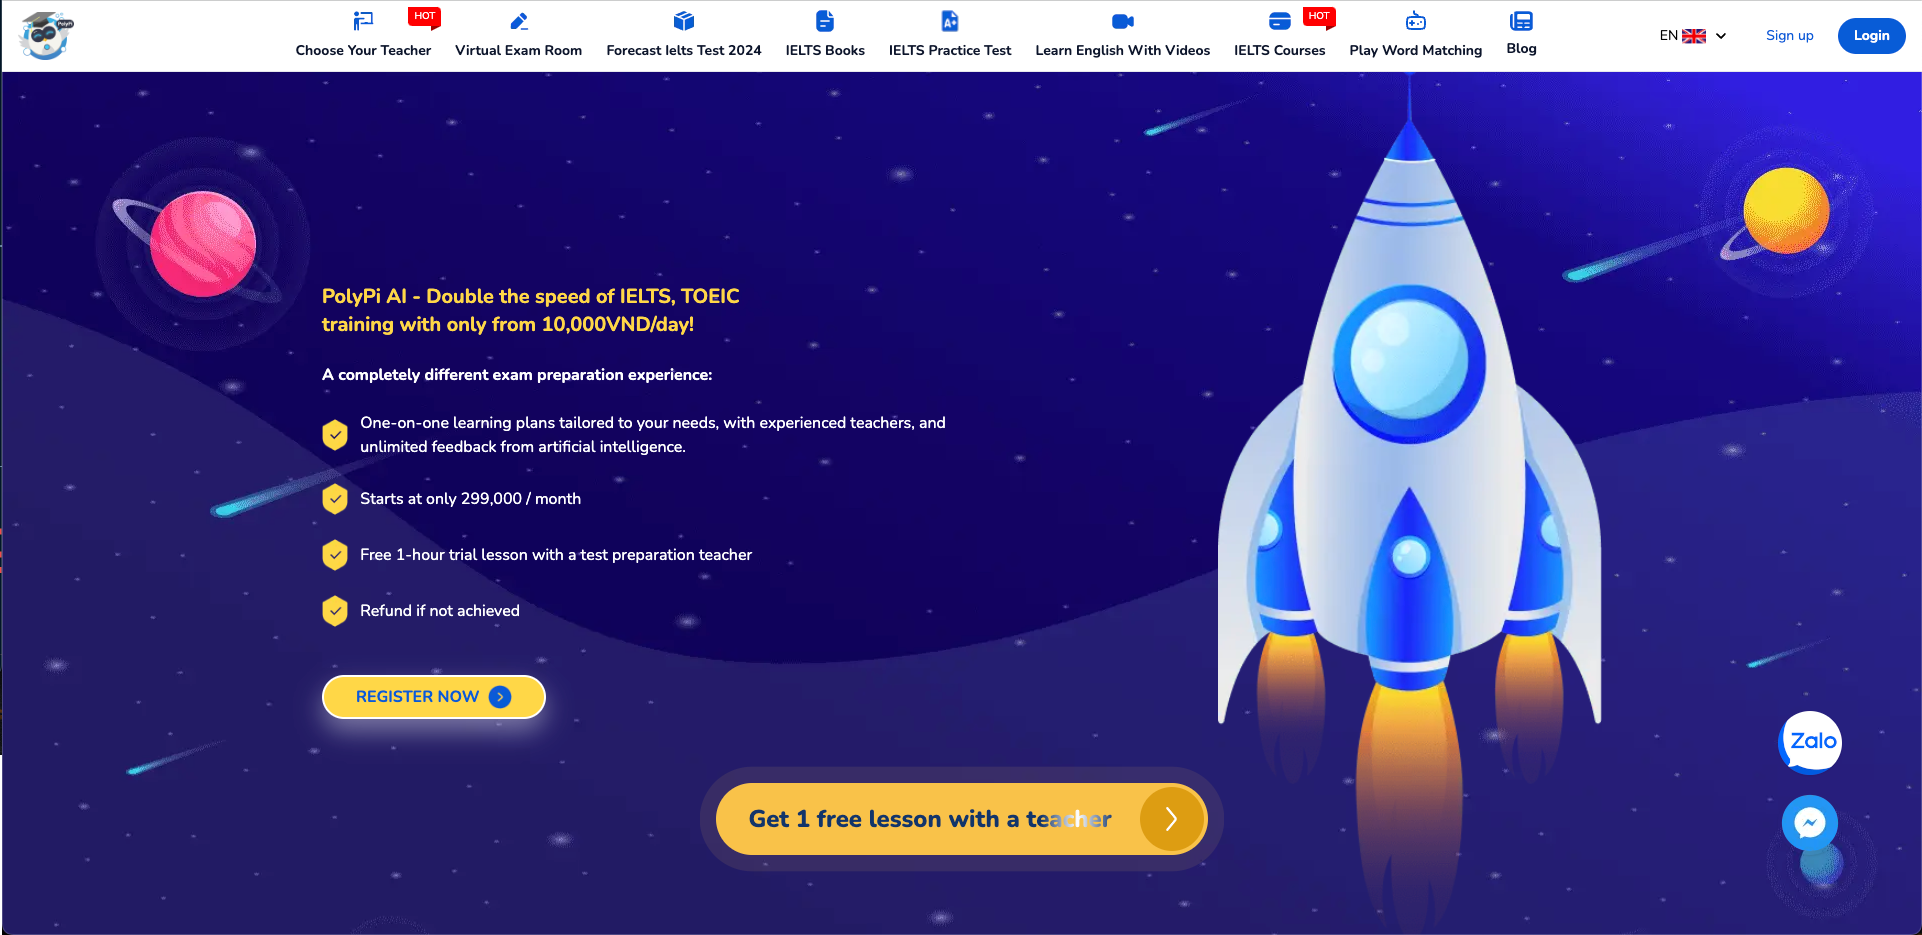 PolyPi
HOT
HOT
Choose Your Teacher
Virtual Exam Room
Forecast Ielts Test 2024
IELTS Books
IELTS Practice Test
Learn English With Videos
IELTS Courses
Play Word Matching
Blog
EN
Sign up
Login
PolyPi AI - Double the speed of IELTS, TOEIC
training with only from 10,000VND/day!
A completely different exam preparation experience:
One-on-one learning plans tailored to your needs, with experienced teachers, and
unlimited feedback from artificial intelligence.
Starts at only 299,000 / month
Free 1-hour trial lesson with a test preparation teacher
Refund if not achieved
REGISTER NOW
Zalo
Get 1 free lesson with a teacher